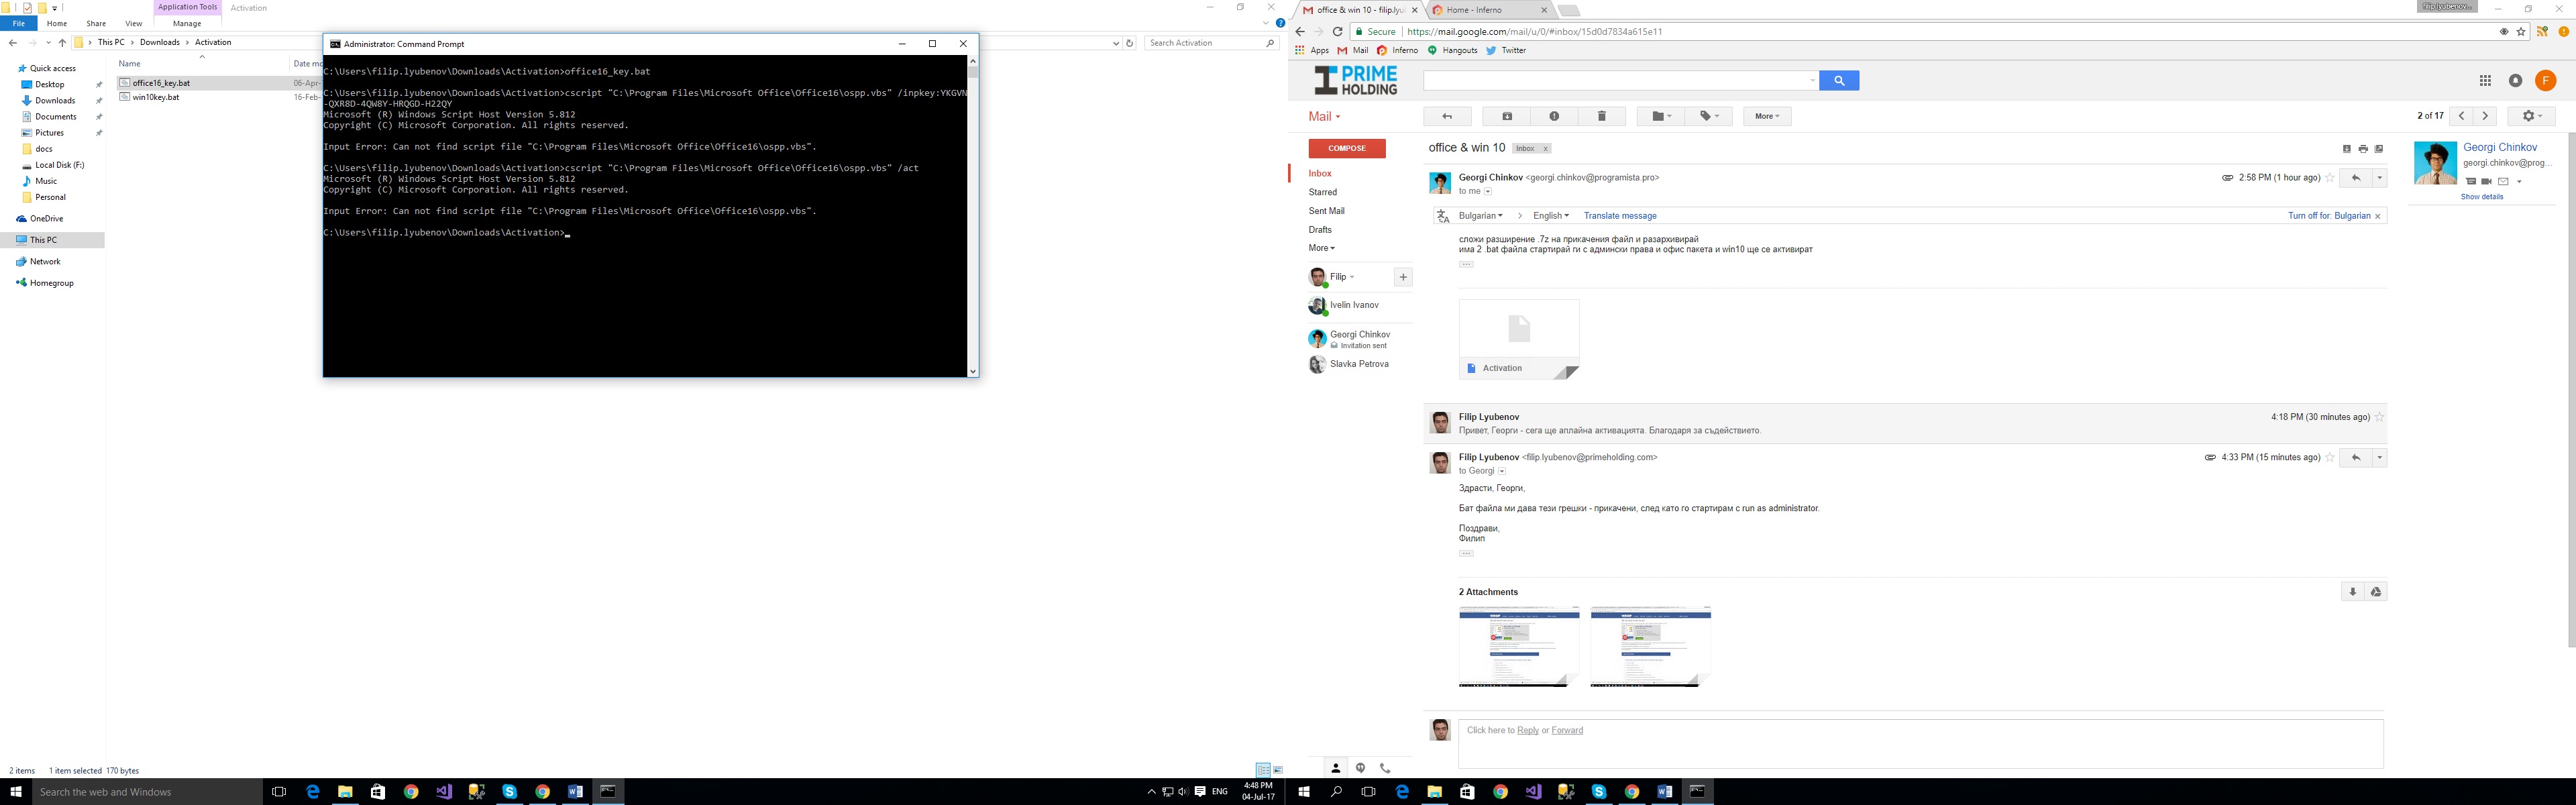 Application Tools
Activation
File
Home
Share
View
Manage
This PC
Downloads
Activation
Search Activation
Quick access
Desktop
Downloads
Documents
Pictures
docs
Local Disk (F:)
Music
Personal
OneDrive
This PC
Network
Homegroup
Name
Date mo
office16_key.bat
06-Apr-
win10key.bat
16-Feb-
Administrator: Command Prompt
C:\Users\filip.lyubenov\Downloads\Activation>office16_key.bat
C:\Users\filip.lyubenov\Downloads\Activation>cscript "C:\Program Files\Microsoft Office\Office16\ospp.vbs" /inpkey:YKGVN
-QXR8D-4QW8Y-HRQGD-H22QY
Microsoft (R) Windows Script Host Version 5.812
Copyright (C) Microsoft Corporation. All rights reserved.
Input Error: Can not find script file "C:\Program Files\Microsoft Office\Office16\ospp.vbs".
C:\Users\filip.lyubenov\Downloads\Activation>cscript "C:\Program Files\Microsoft Office\Office16\ospp.vbs" /act
Microsoft (R) Windows Script Host Version 5.812
Copyright (C) Microsoft Corporation. All rights reserved.
Input Error: Can not find script file "C:\Program Files\Microsoft Office\Office16\ospp.vbs".
C:\Users\filip.lyubenov\Downloads\Activation>
2 items
1 item selected 170 bytes
Search the web and Windows
ENG
4:48 PM
04-Jul-17
office & win 10 - filip.lyu
Home - Inferno
Secure
https://mail.google.com/mail/u/0/#inbox/15d0d7834a615e11
Apps
Mail
Inferno
Hangouts
Twitter
PRIME
HOLDING
F
Mail
More
2 of 17
COMPOSE
Inbox
Starred
Sent Mail
Drafts
More
Filip
Ivelin Ivanov
Georgi Chinkov
Invitation sent
Slavka Petrova
office & win 10
Inbox x
Georgi Chinkov <georgi.chinkov@programista.pro>
2:58 PM (1 hour ago)
to me
Bulgarian
English
Translate message
Turn off for: Bulgarian
сложи разширение .7z на прикачения файл и разархивирай
има 2 .bat файла стартирай ги с админски права и офис пакета и win10 ще се активират
Activation
Filip Lyubenov
4:18 PM (30 minutes ago)
Привет, Георги - сега ще аплайна активацията. Благодаря за съдействието.
Filip Lyubenov <filip.lyubenov@primeholding.com>
4:33 PM (15 minutes ago)
to Georgi
Здрасти, Георги,
Бат файла ми дава тези грешки - прикачени, след като го стартирам с run as administrator.
Поздрави,
Филип
2 Attachments
Click here to Reply or Forward
Georgi Chinkov
georgi.chinkov@prog...
Show details